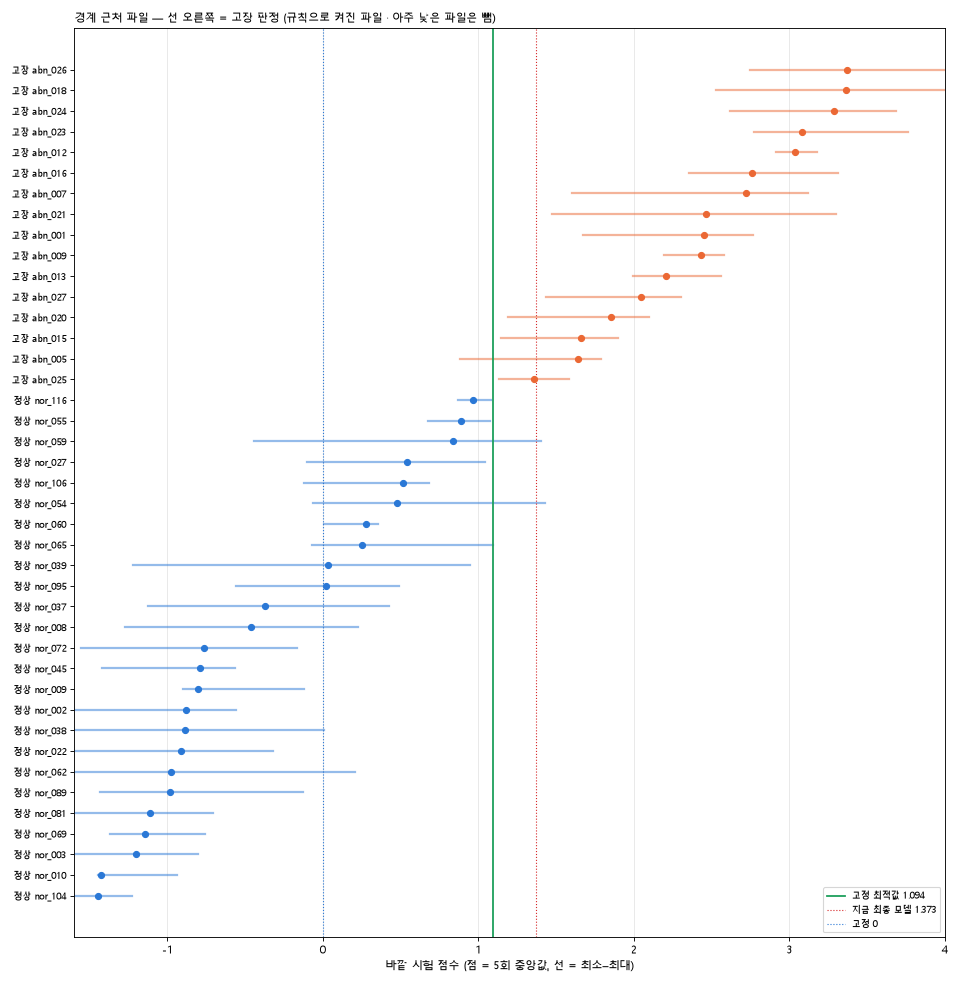 경계 근처 파일 — 선 오른쪽 = 고장 판정 (규칙으로 켜진 파일 · 아주 낮은 파일은 뺌)
고장 abn_026
고장 abn_018
고장 abn_024
고장 abn_023
고장 abn_012
고장 abn_016
고장 abn_007
고장 abn_021
고장 abn_001
고장 abn_009
고장 abn_013
고장 abn_027
고장 abn_020
고장 abn_015
고장 abn_005
고장 abn_025
정상 nor_116
정상 nor_055
정상 nor_059
정상 nor_027
정상 nor_106
정상 nor_054
정상 nor_060
정상 nor_065
정상 nor_039
정상 nor_095
정상 nor_037
정상 nor_008
정상 nor_072
정상 nor_045
정상 nor_009
정상 nor_002
정상 nor_038
정상 nor_022
정상 nor_062
정상 nor_089
정상 nor_081
정상 nor_069
정상 nor_003
정상 nor_010
정상 nor_104
고정 최적값 1.094
지금 최종 모델 1.373
고정 0
-1 0 1 2 3 4
바깥 시험 점수 (점 = 5회 중앙값, 선 = 최소–최대)